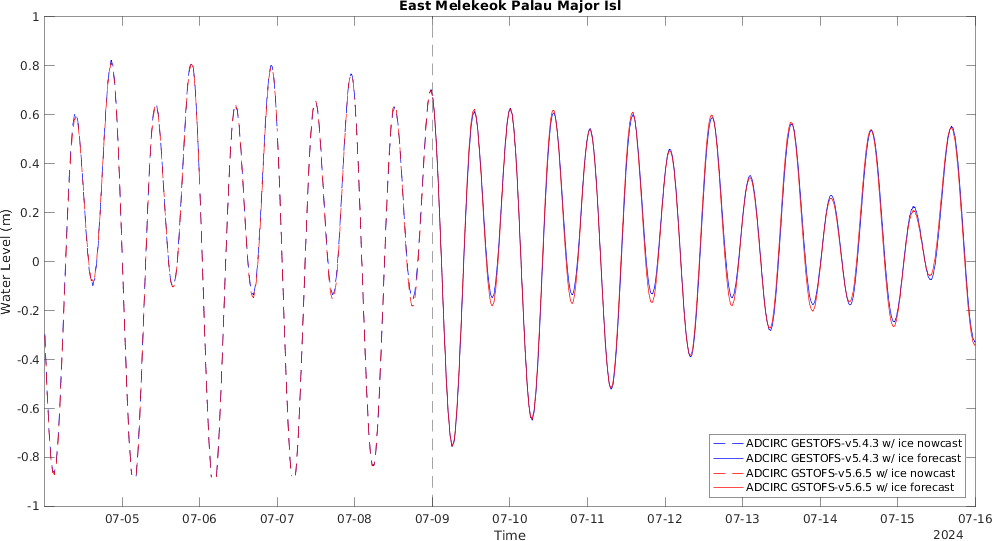 East Melekeok Palau Major Isl
1
0.8
0.6
0.4
0.2
0
-0.2
-0.4
-0.6
-0.8
-1
Water Level (m)
ADCIRC GESTOFS-v5.4.3 w/ ice nowcast
ADCIRC GESTOFS-v5.4.3 w/ ice forecast
ADCIRC GSTOFS-v5.6.5 w/ ice nowcast
ADCIRC GSTOFS-v5.6.5 w/ ice forecast
07-05 07-06 07-07 07-08 07-09 07-10 07-11 07-12 07-13 07-14 07-15 07-16
Time
2024